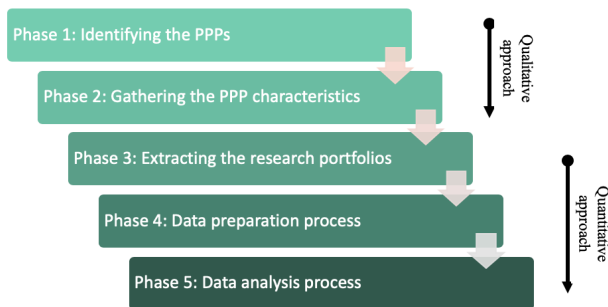 Phase 1: Identifying the PPPs
Phase 2: Gathering the PPP characteristics
Phase 3: Extracting the research portfolios
Phase 4: Data preparation process
Phase 5: Data analysis process
Qualitative
approach
Quantitative
approach